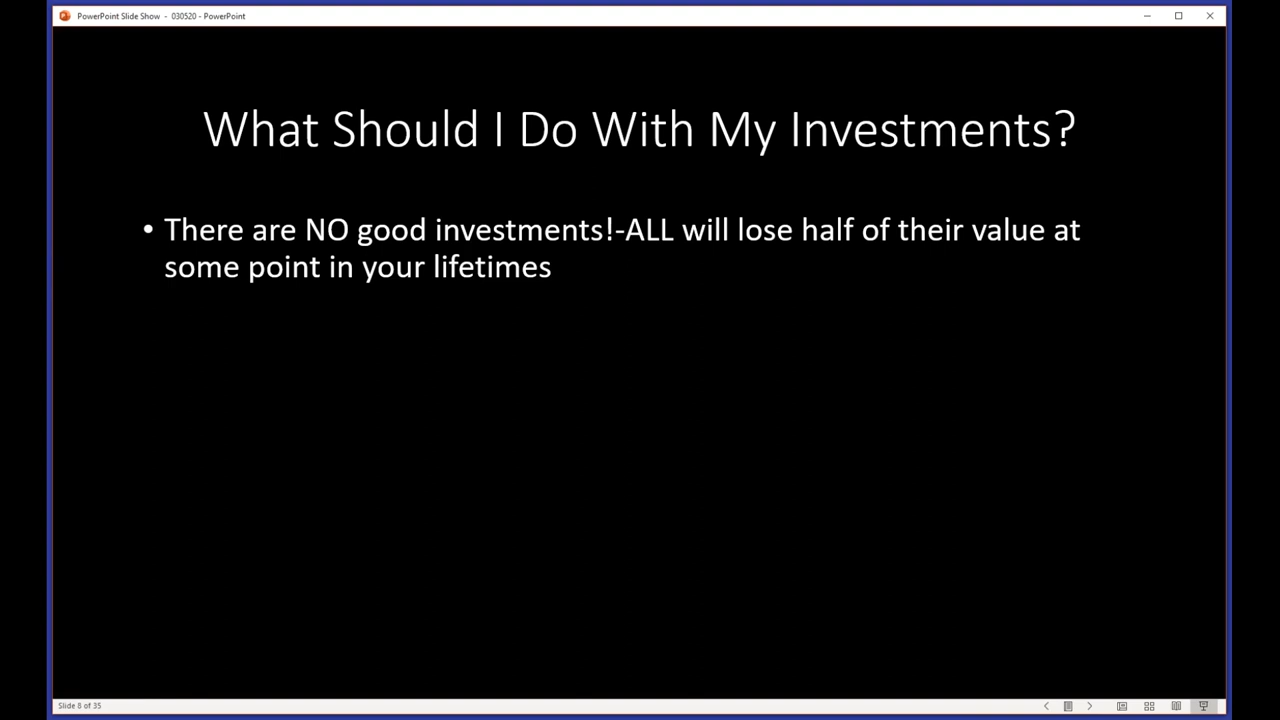 PowerPoint Slide Show - 030520 - PowerPoint
What Should I Do With My Investments?
• There are NO good investments!-ALL will lose half of their value at
some point in your lifetimes
Slide 8 of 35